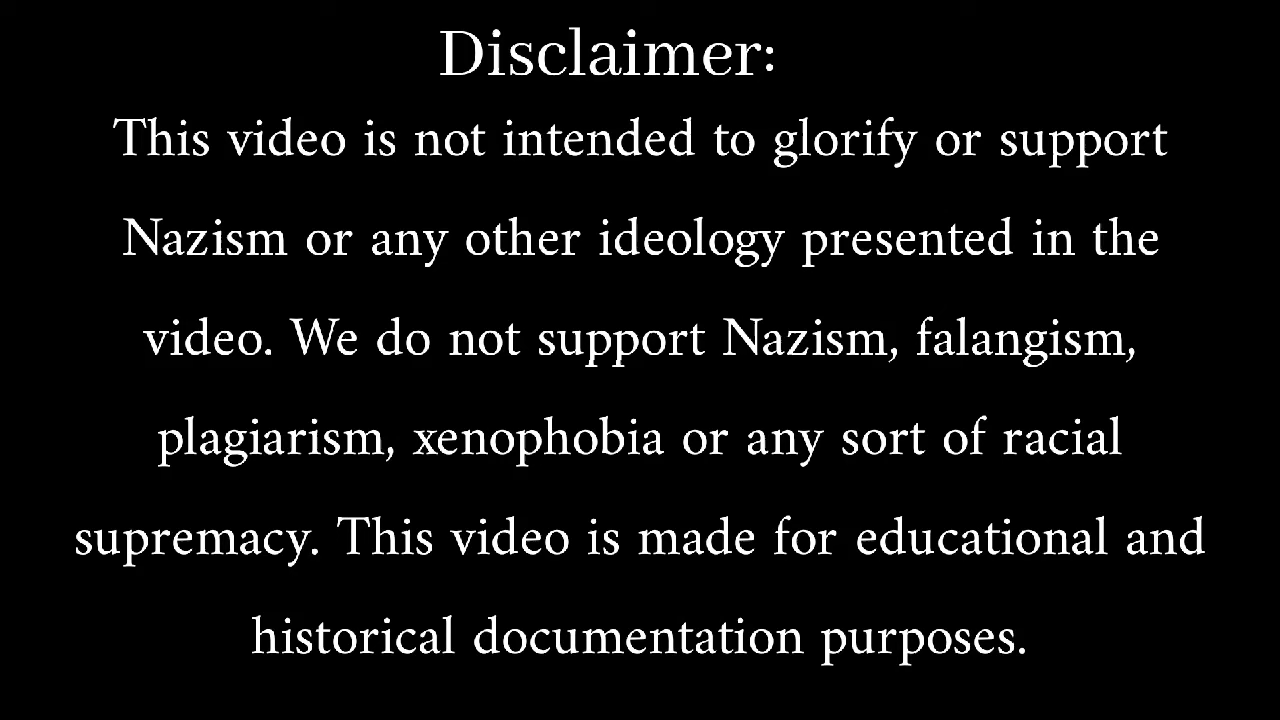 Disclaimer:
This video is not intended to glorify or support
Nazism or any other ideology presented in the
video. We do not support Nazism, falangism,
plagiarism, xenophobia or any sort of racial
supremacy. This video is made for educational and
historical documentation purposes.